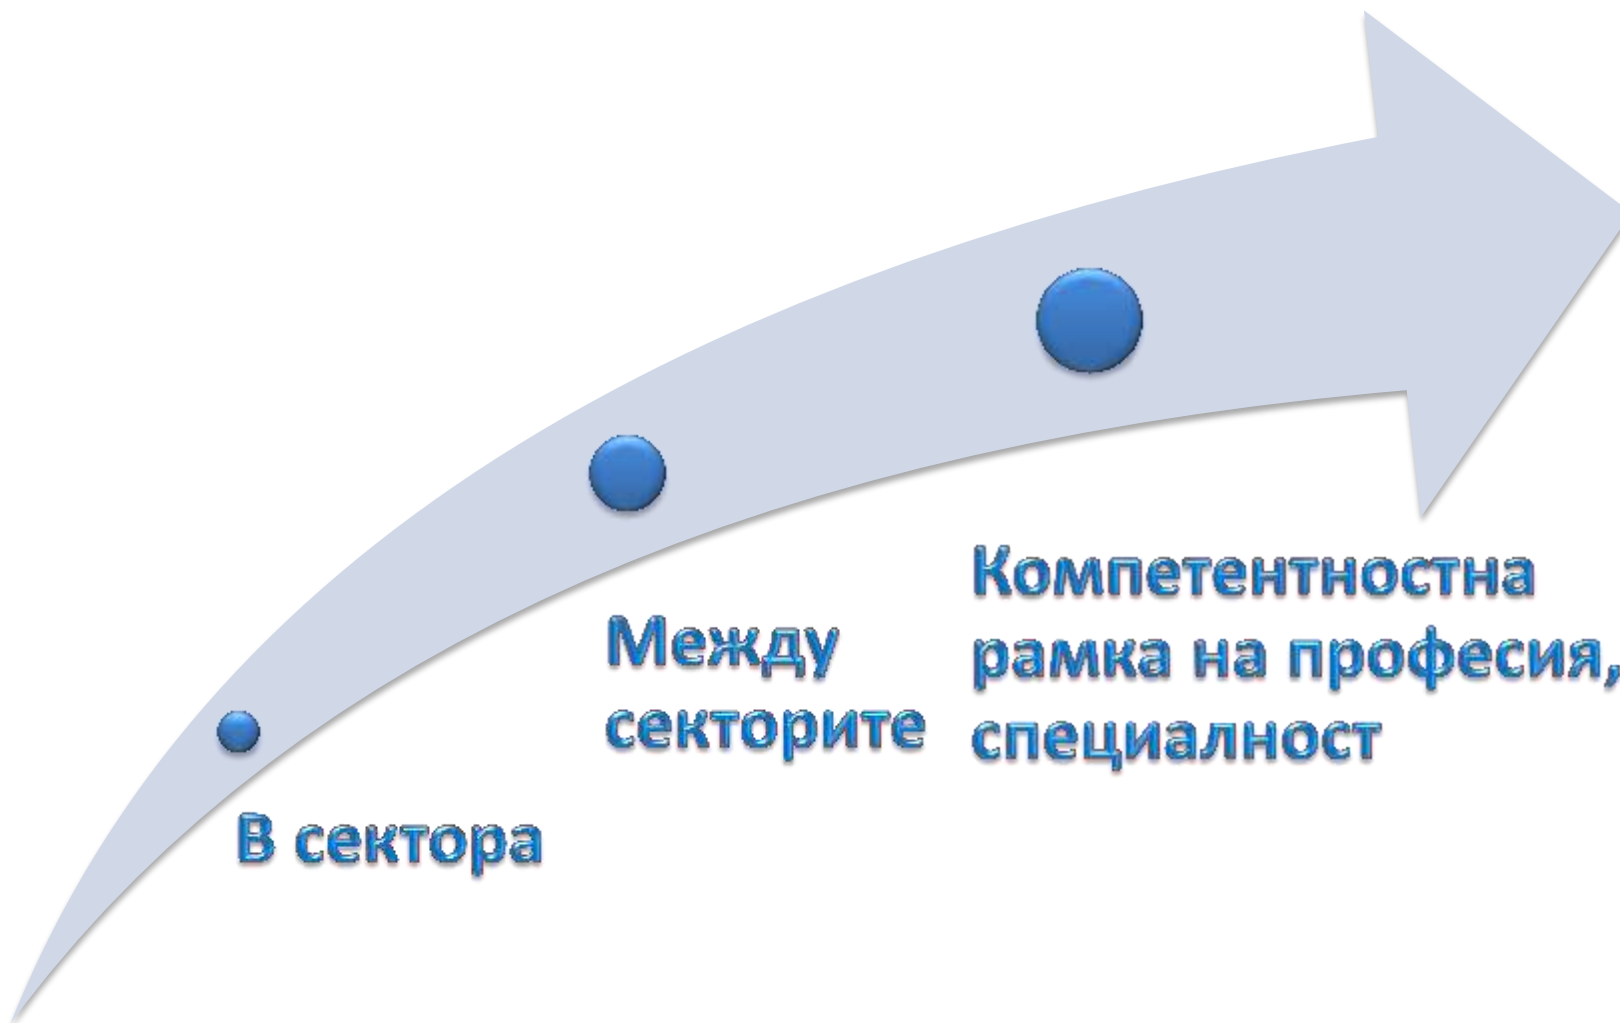 В сектора
Между
секторите
Компетентностна
рамка на професия,
специалност